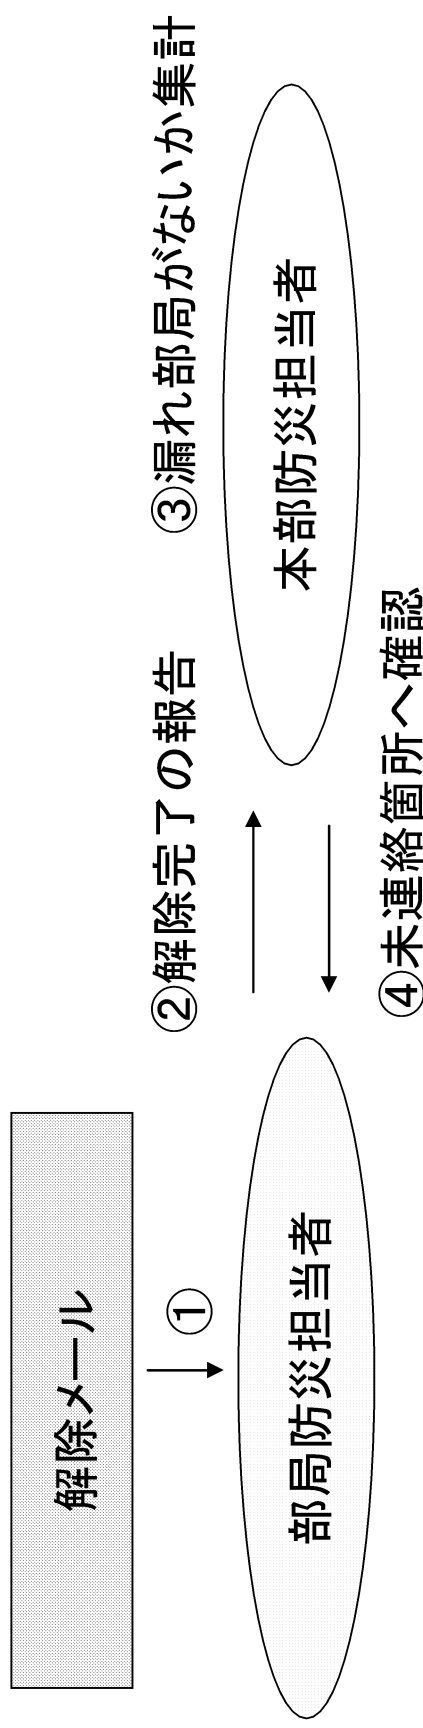 解除メール
①
部局防災担当者
②解除完了の報告
③漏れ部局がないか集計
本部防災担当者
④未連絡箇所へ確認